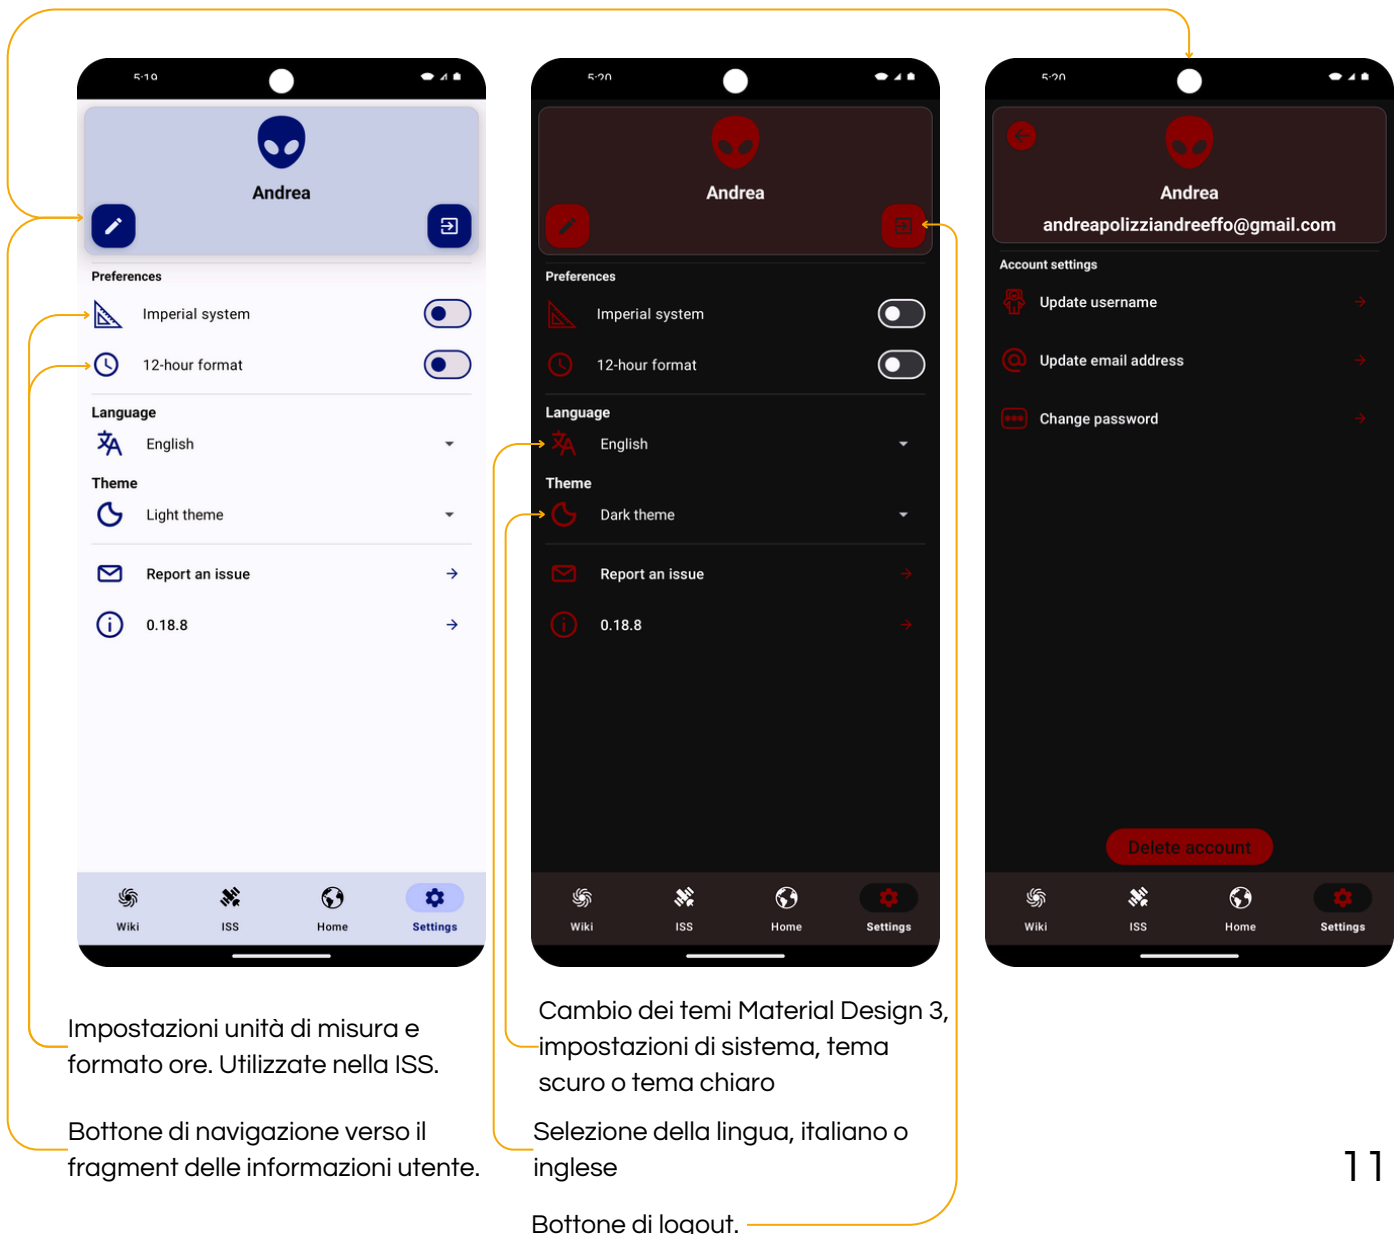 5:19
Andrea
Preferences
Imperial system
12-hour format
Language
English
Theme
Light theme
Report an issue
0.18.8
Wiki
ISS
Home
Settings
5:20
Andrea
Preferences
Imperial system
12-hour format
Language
English
Theme
Dark theme
Report an issue
0.18.8
Wiki
ISS
Home
Settings
5:20
Andrea
andreapolizziandreeffo@gmail.com
Account settings
Update username
Update email address
Change password
Delete account
Wiki
ISS
Home
Settings
Impostazioni unità di misura e
formato ore. Utilizzate nella ISS.
Bottone di navigazione verso il
fragment delle informazioni utente.
Cambio dei temi Material Design 3,
impostazioni di sistema, tema
scuro o tema chiaro
Selezione della lingua, italiano o
inglese
Bottone di logout.
11